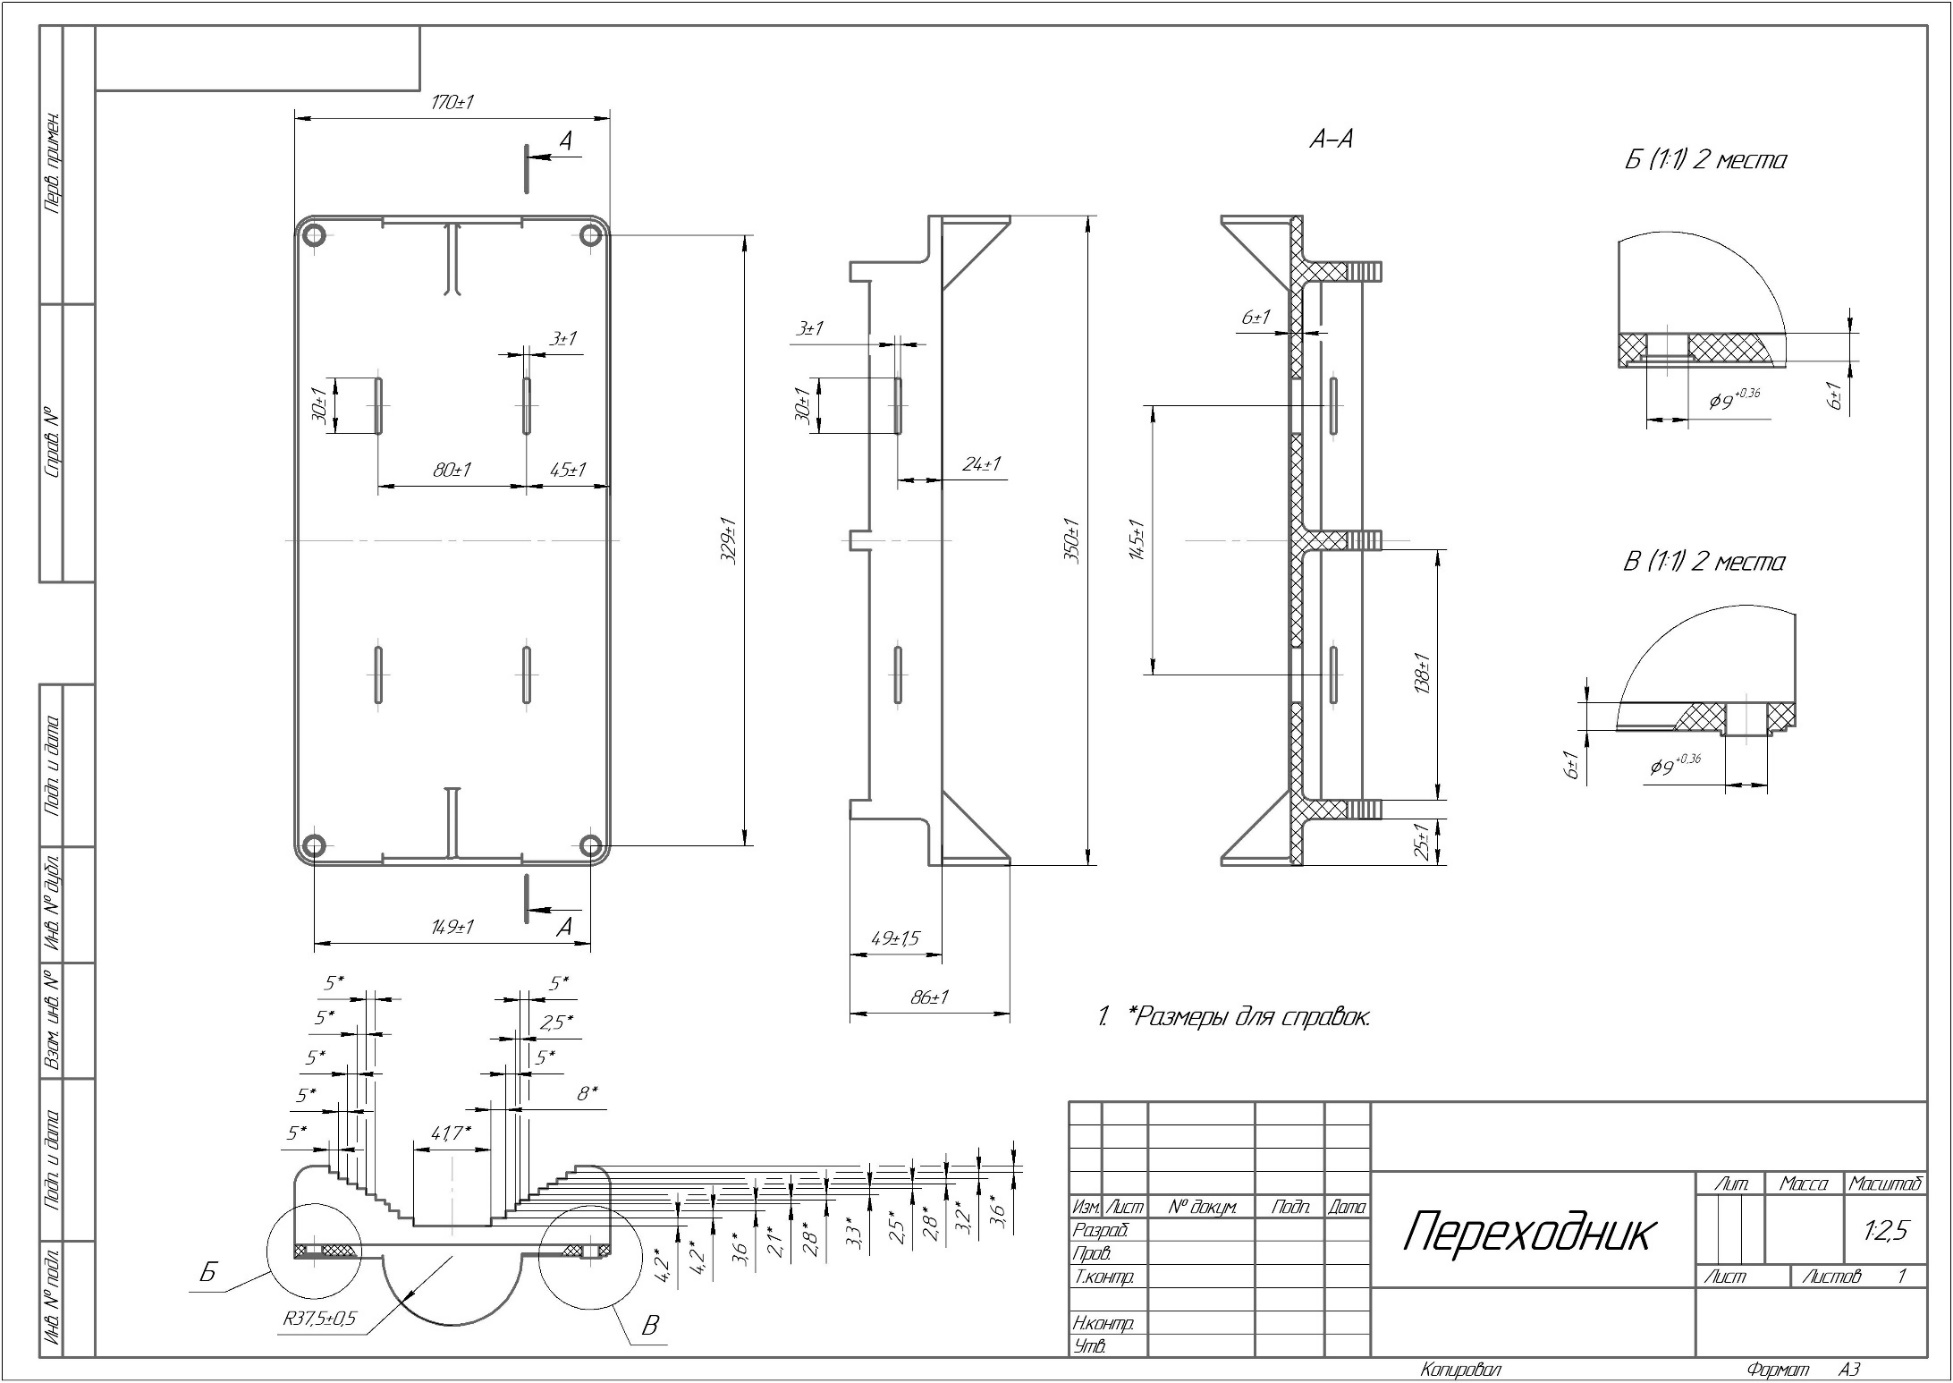 170±1
А
А–А
Б (1:1) 2 места
3±1
30±1
80±1
45±1
329±1
149±1
А
3±1
30±1
24±1
350±1
49±1,5
86±1
6±1
145±1
138±1
25±1
6±1
⌀9 +0,36
В (1:1) 2 места
6±1
⌀9 +0,36
1. *Размеры для справок.
5*
5*
5*
5*
5*
41,7*
5*
2,5*
5*
8*
4,2*
4,2*
3,6*
2,1*
2,8*
3,3*
2,5*
2,8*
3,2*
3,6*
Б
В
R37,5±0,5
Перв. примен.
Справ. №
Подп. и дата
Инв. № дубл.
Взам. инв. №
Подп. и дата
Инв. № подл.
Изм. Лист № докум. Подп. Дата
Разраб.
Пров.
Т.контр.
Н.контр.
Утв.
Переходник
Лит. Масса Масштаб
1:2,5
Лист Листов 1
Копировал Формат А3